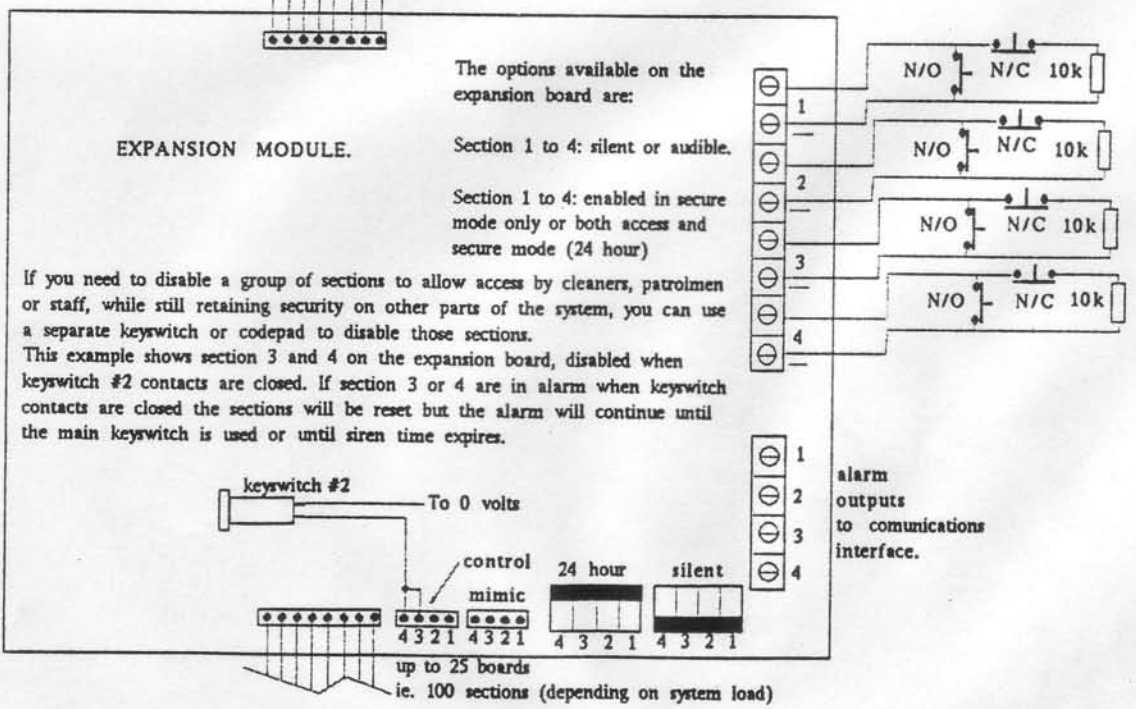 The options available on the
expansion board are:
EXPANSION MODULE.
Section 1 to 4: silent or audible.
Section 1 to 4: enabled in secure
mode only or both access and
secure mode (24 hour)
1
2
3
4
N/O N/C 10k
N/O N/C 10k
N/O N/C 10k
N/O N/C 10k
If you need to disable a group of sections to allow access by cleaners, patrolmen
or staff, while still retaining security on other parts of the system, you can use
a separate keyswitch or codepad to disable those sections.
This example shows section 3 and 4 on the expansion board, disabled when
keyswitch #2 contacts are closed. If section 3 or 4 are in alarm when keyswitch
contacts are closed the sections will be reset but the alarm will continue until
the main keyswitch is used or until siren time expires.
1
2
3
4
alarm
outputs
to comunications
interface.
keyswitch #2
To 0 volts
control
mimic
24 hour silent
4 3 2 1 4 3 2 1 4 3 2 1 4 3 2 1
up to 25 boards
ie. 100 sections (depending on system load)